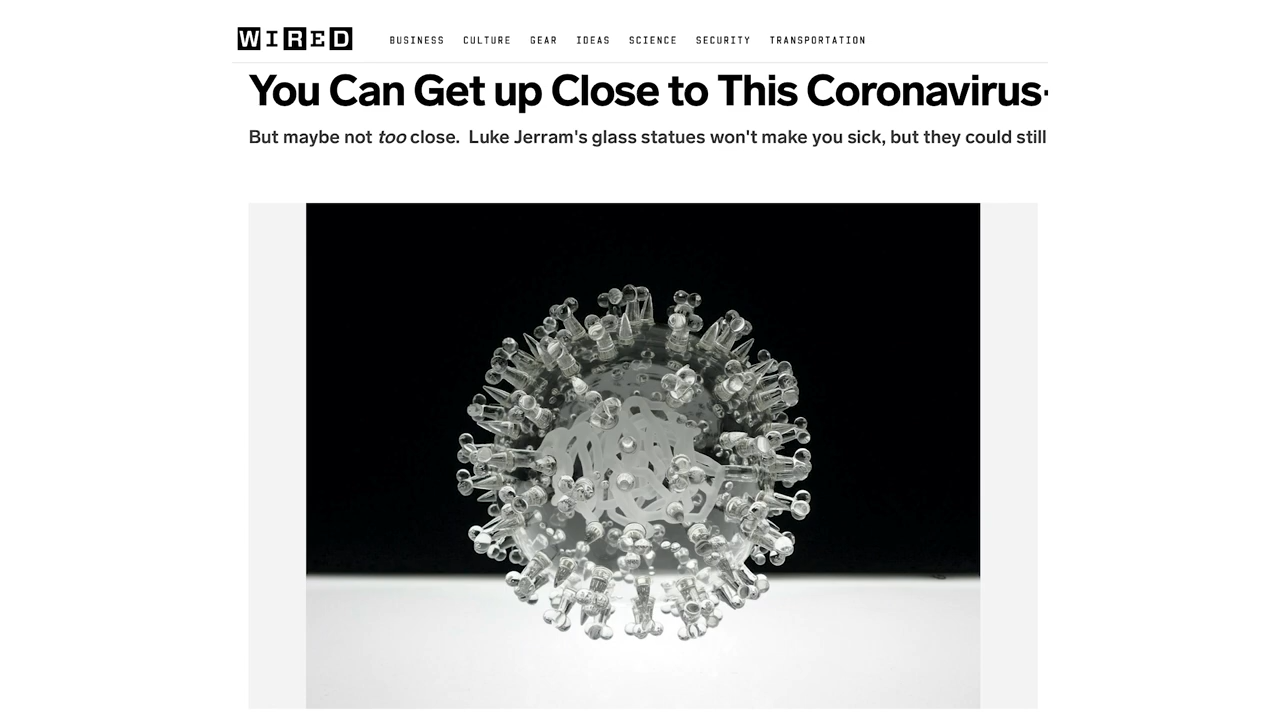 WIRED
BUSINESS CULTURE GEAR IDEAS SCIENCE SECURITY TRANSPORTATION
You Can Get up Close to This Coronavirus-
But maybe not too close. Luke Jerram's glass statues won't make you sick, but they could still